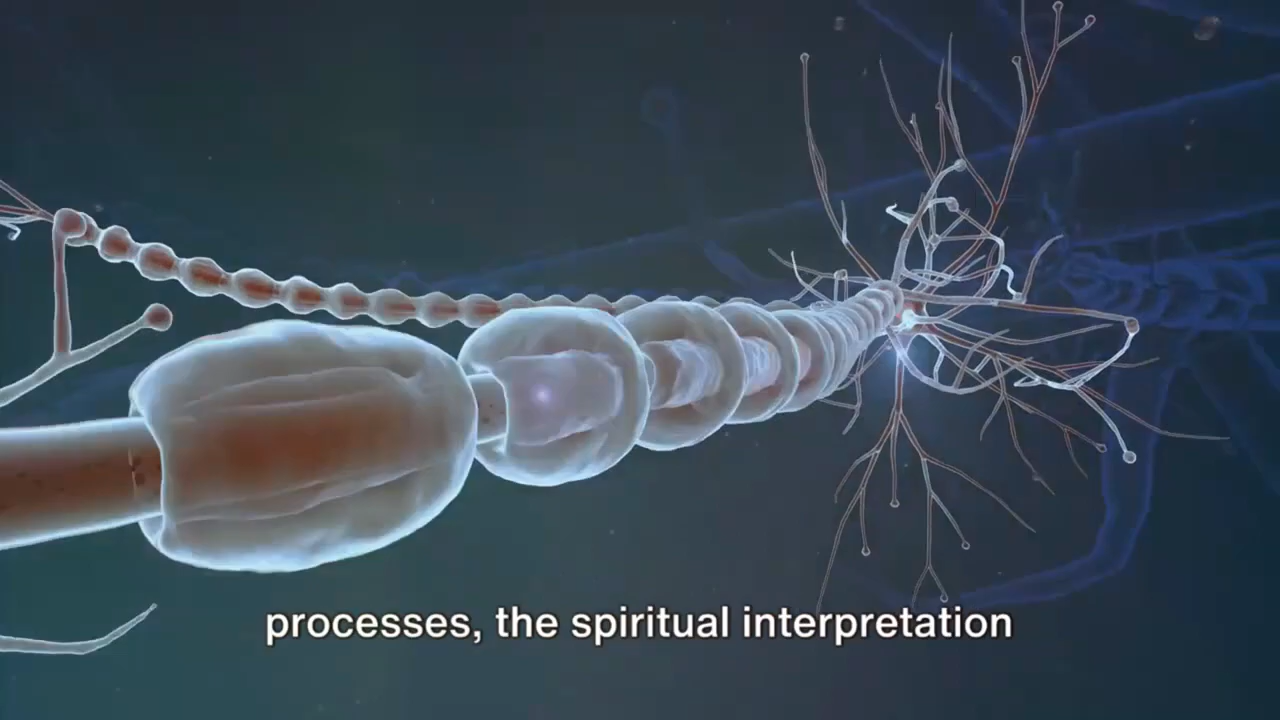 processes, the spiritual interpretation